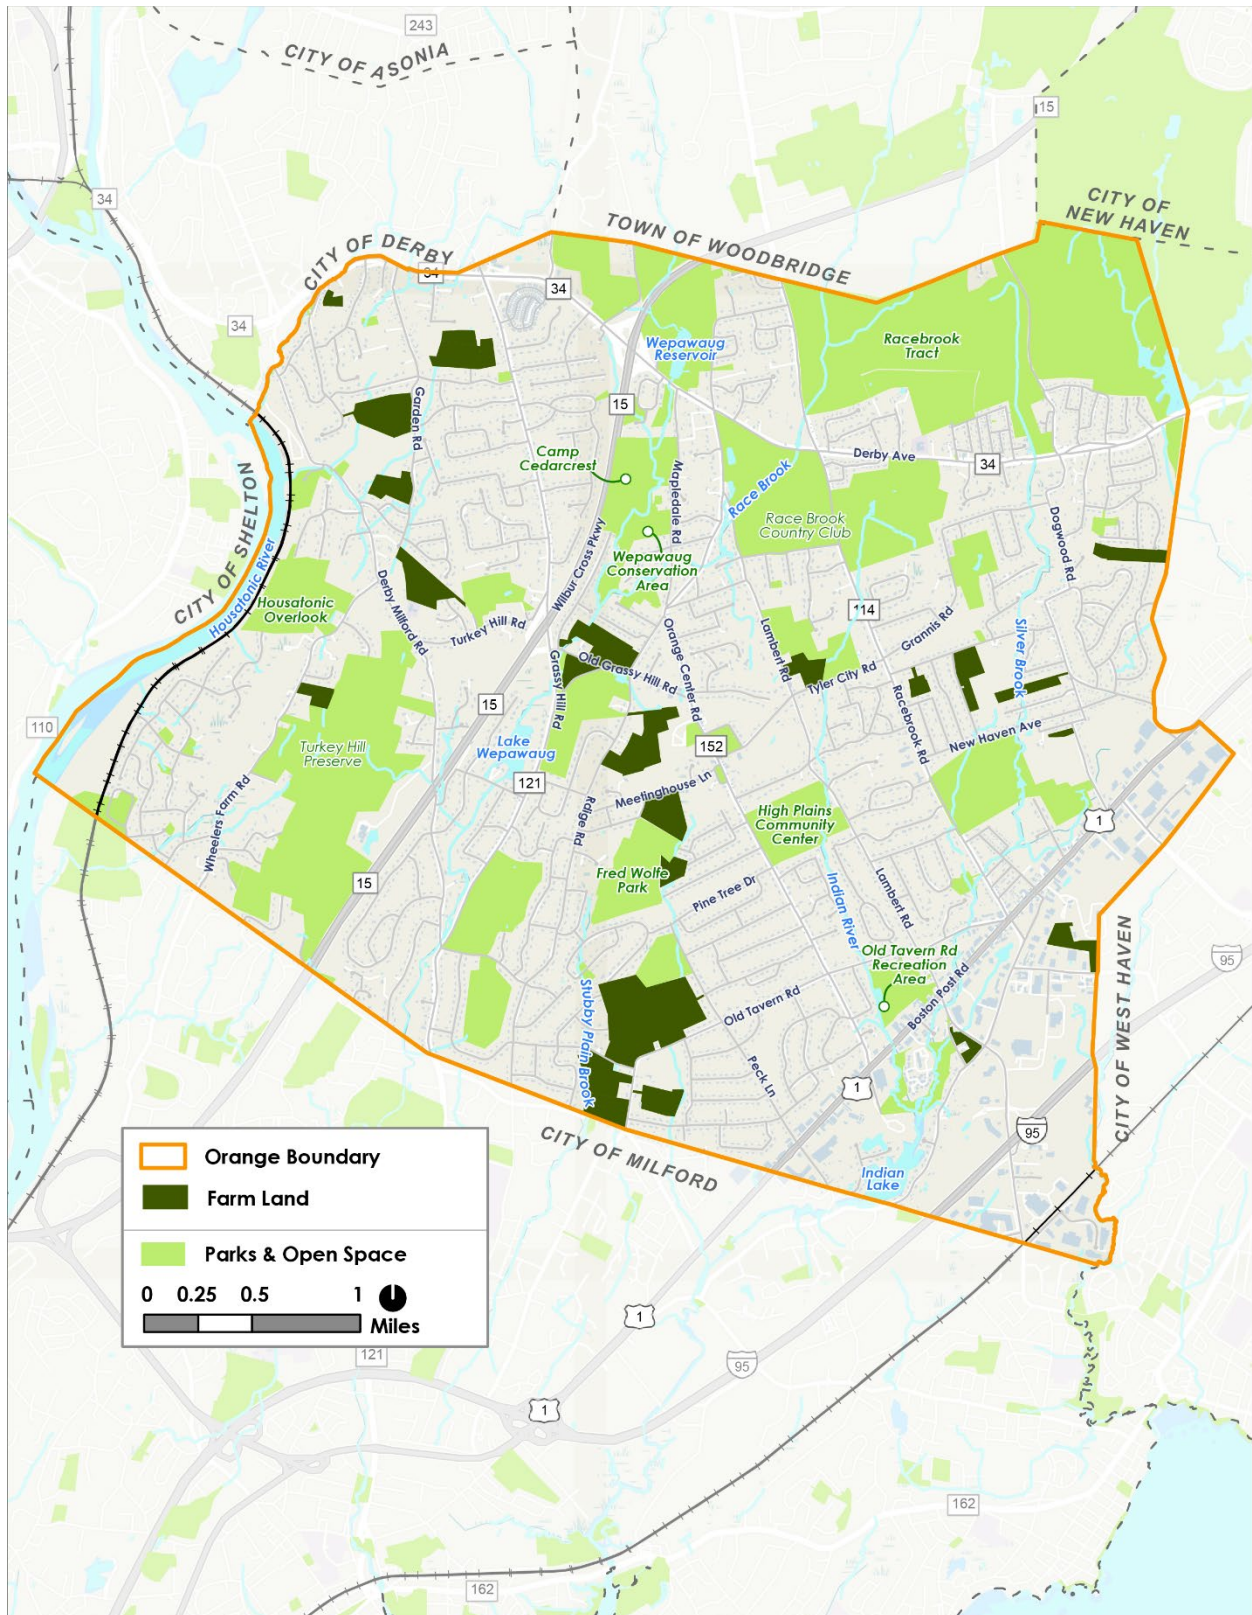 243
CITY OF ASONIA
15
34
CITY OF
NEW HAVEN
TOWN OF WOODBRIDGE
CITY OF DERBY
34
34
34
Wepawaug
Reservoir
Racebrook
Tract
15
Garden Rd
Camp
Cedarcrest
Mapledale Rd
Derby Ave
34
Race Brook
Race Brook
Country Club
CITY OF SHELTON
Housatonic River
Wilbur Cross Pkwy
Wepawaug
Conservation
Area
Dogwood Rd
Housatonic
Overlook
Derby Milford Rd
Turkey Hill Rd
114
Grannis Rd
Silver Brook
Orange Center Rd
Lambert Rd
Old Grassy Hill Rd
Grassy Hill Rd
Tyler City Rd
Racebrook Rd
15
110
Turkey Hill
Preserve
Lake
Wepawaug
152
New Haven Ave
121
Meetinghouse Ln
Rdige Rd
Wheelers Farm Rd
High Plains
Community
Center
1
15
Fred Wolfe
Park
Pine Tree Dr
Indian River
Lambert Rd
Old Tavern Rd
Recreation
Area
95
Stubby Plain Brook
Old Tavern Rd
Boston Post Rd
Peck Ln
1
CITY OF WEST HAVEN
95
CITY OF MILFORD
Indian
Lake
Orange Boundary
Farm Land
Parks & Open Space
0 0.25 0.5 1
Miles
1
121
95
1
162
162